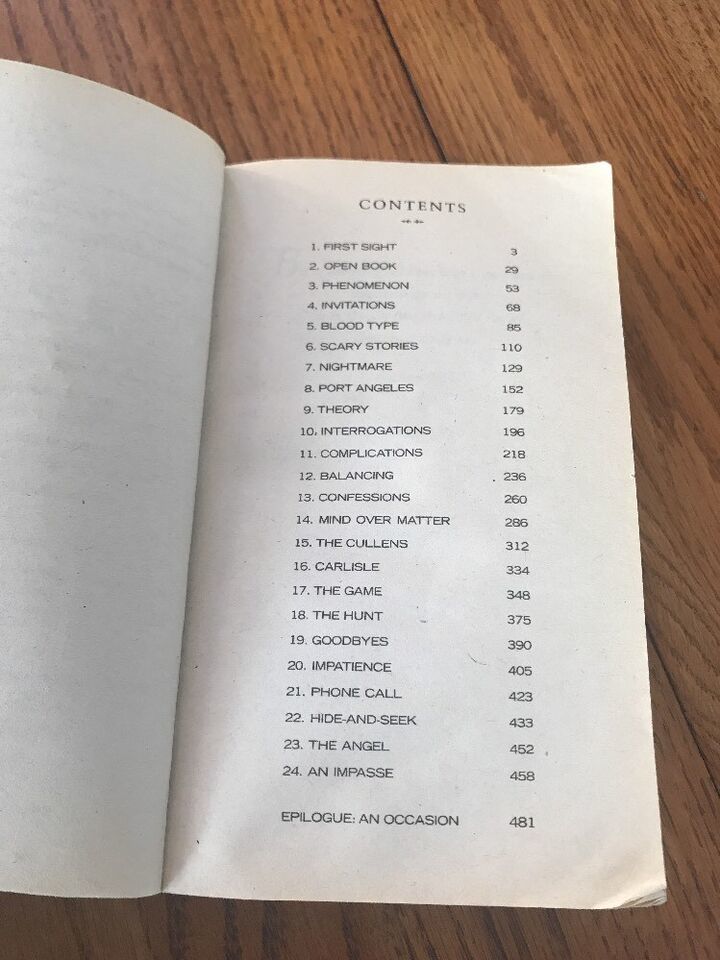 CONTENTS
1. FIRST SIGHT 3
2. OPEN BOOK 29
3. PHENOMENON 53
4. INVITATIONS 68
5. BLOOD TYPE 85
6. SCARY STORIES 110
7. NIGHTMARE 129
8. PORT ANGELES 152
9. THEORY 179
10. INTERROGATIONS 196
11. COMPLICATIONS 218
12. BALANCING 236
13. CONFESSIONS 260
14. MIND OVER MATTER 286
15. THE CULLENS 312
16. CARLISLE 334
17. THE GAME 348
18. THE HUNT 375
19. GOODBYES 390
20. IMPATIENCE 405
21. PHONE CALL 423
22. HIDE-AND-SEEK 433
23. THE ANGEL 452
24. AN IMPASSE 458
EPILOGUE: AN OCCASION 481